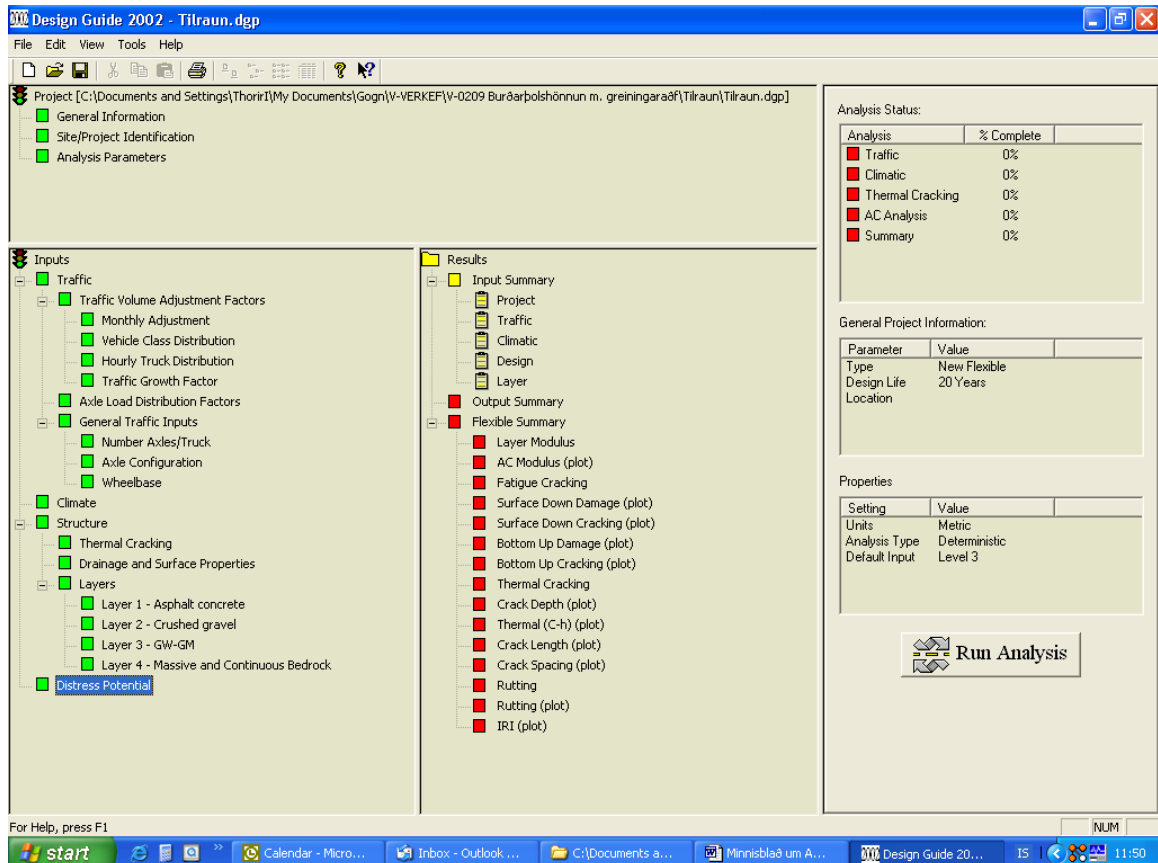 Design Guide 2002 - Tilraun.dgp
File Edit View Tools Help
Project [C:\Documents and Settings\ThorirI\My Documents\Gogn\V-VERKEF\V-0209 Burðarþolshönnun m. greiningaraðf\Tilraun\Tilraun.dgp]
General Information
Site/Project Identification
Analysis Parameters
Inputs
Traffic
Traffic Volume Adjustment Factors
Monthly Adjustment
Vehicle Class Distribution
Hourly Truck Distribution
Traffic Growth Factor
Axle Load Distribution Factors
General Traffic Inputs
Number Axles/Truck
Axle Configuration
Wheelbase
Climate
Structure
Thermal Cracking
Drainage and Surface Properties
Layers
Layer 1 - Asphalt concrete
Layer 2 - Crushed gravel
Layer 3 - GW-GM
Layer 4 - Massive and Continuous Bedrock
Distress Potential
Results
Input Summary
Project
Traffic
Climatic
Design
Layer
Output Summary
Flexible Summary
Layer Modulus
AC Modulus (plot)
Fatigue Cracking
Surface Down Damage (plot)
Surface Down Cracking (plot)
Bottom Up Damage (plot)
Bottom Up Cracking (plot)
Thermal Cracking
Crack Depth (plot)
Thermal (C-h) (plot)
Crack Length (plot)
Crack Spacing (plot)
Rutting
Rutting (plot)
IRI (plot)
Analysis Status:
Analysis % Complete
Traffic 0%
Climatic 0%
Thermal Cracking 0%
AC Analysis 0%
Summary 0%
General Project Information:
Parameter Value
Type New Flexible
Design Life 20 Years
Location
Properties
Setting Value
Units Metric
Analysis Type Deterministic
Default Input Level 3
Run Analysis
For Help, press F1
NUM
start
Calendar - Micro...
Inbox - Outlook ...
C:\Documents a...
Minnisblað um A...
Design Guide 20...
IS
11:50